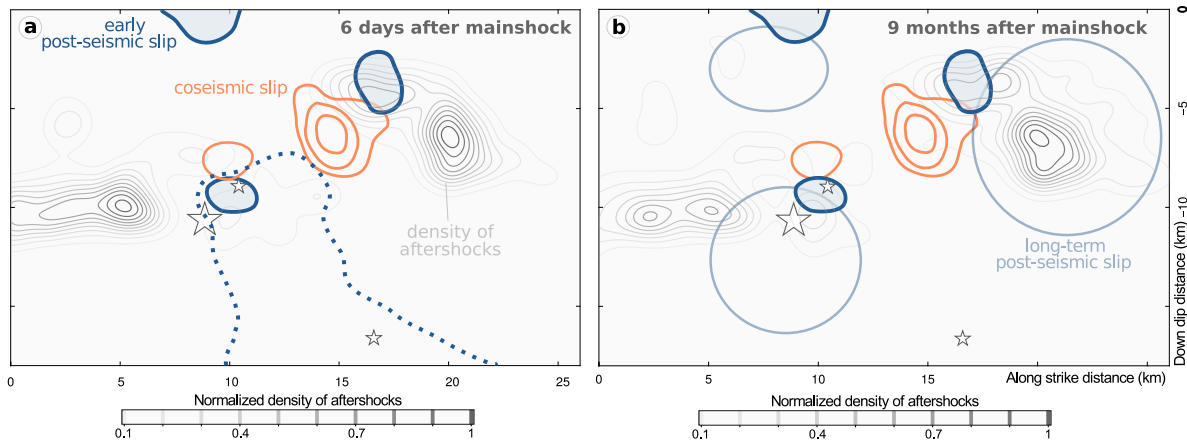 a
early
post-seismic slip
6 days after mainshock
coseismic slip
density of
aftershocks
0
5
10
15
20
25
Normalized density of aftershocks
0.1
0.4
0.7
1
b
9 months after mainshock
long-term
post-seismic slip
0
−5
−10
Down dip distance (km)
0
5
10
15
Along strike distance (km)
Normalized density of aftershocks
0.1
0.4
0.7
1